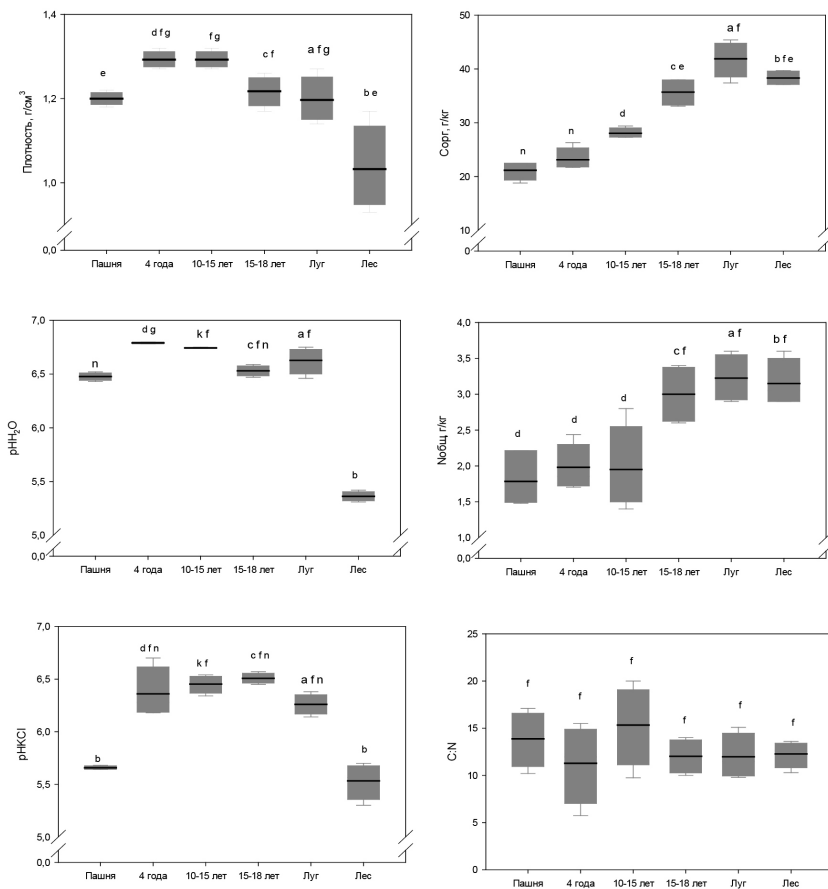 Плотность, г/см³
1,4
1,2
1,0
0,0
e
d f g
f g
c f
a f g
b e
Пашня 4 года 10-15 лет 15-18 лет Луг Лес
Сорг, г/кг
50
40
30
20
10
0
n
n
d
c e
a f
b f e
Пашня 4 года 10-15 лет 15-18 лет Луг Лес
pHH₂O
7,0
6,5
6,0
5,5
5,0
0,0
n
d g
k f
c f n
a f
b
Пашня 4 года 10-15 лет 15-18 лет Луг Лес
Nобщ г/кг
4,0
3,5
3,0
2,5
2,0
1,5
1,0
0,0
d
d
d
c f
a f
b f
Пашня 4 года 10-15 лет 15-18 лет Луг Лес
pHKCl
7,0
6,5
6,0
5,5
5,0
0,0
b
d f n
k f
c f n
a f n
b
Пашня 4 года 10-15 лет 15-18 лет Луг Лес
C:N
25
20
15
10
5
0
f
f
f
f
f
f
Пашня 4 года 10-15 лет 15-18 лет Луг Лес